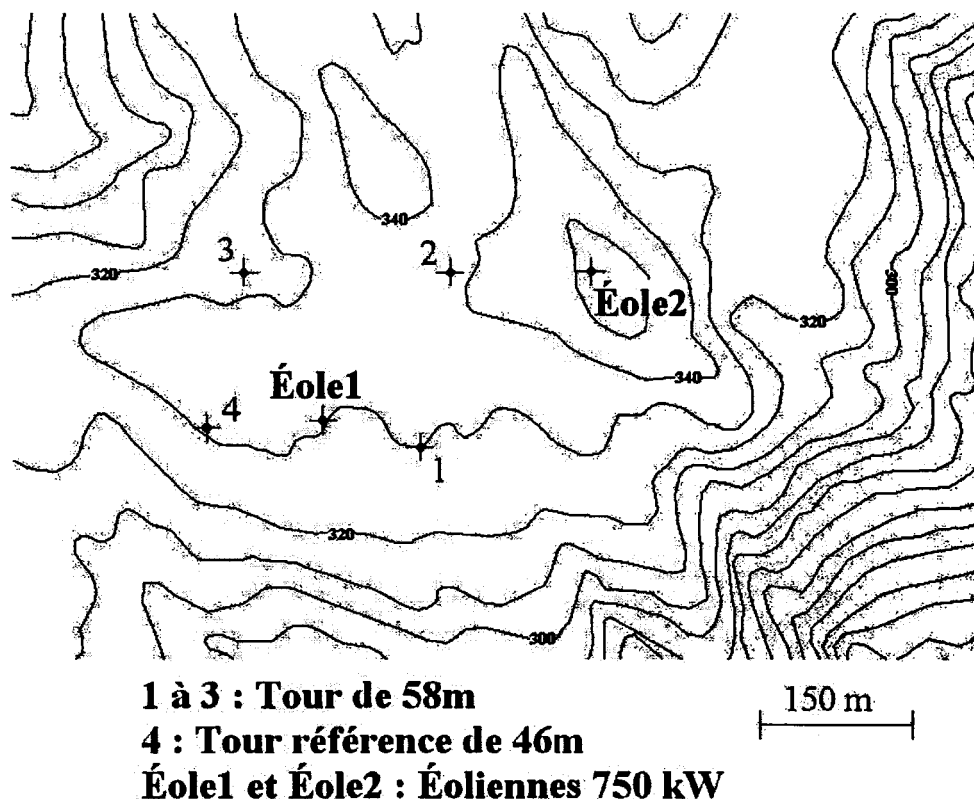 340
3
2
320
Éole2
320
300
340
Éole1
4
1
320
300
1 à 3 : Tour de 58m
150 m
4 : Tour référence de 46m
Éole1 et Éole2 : Éoliennes 750 kW